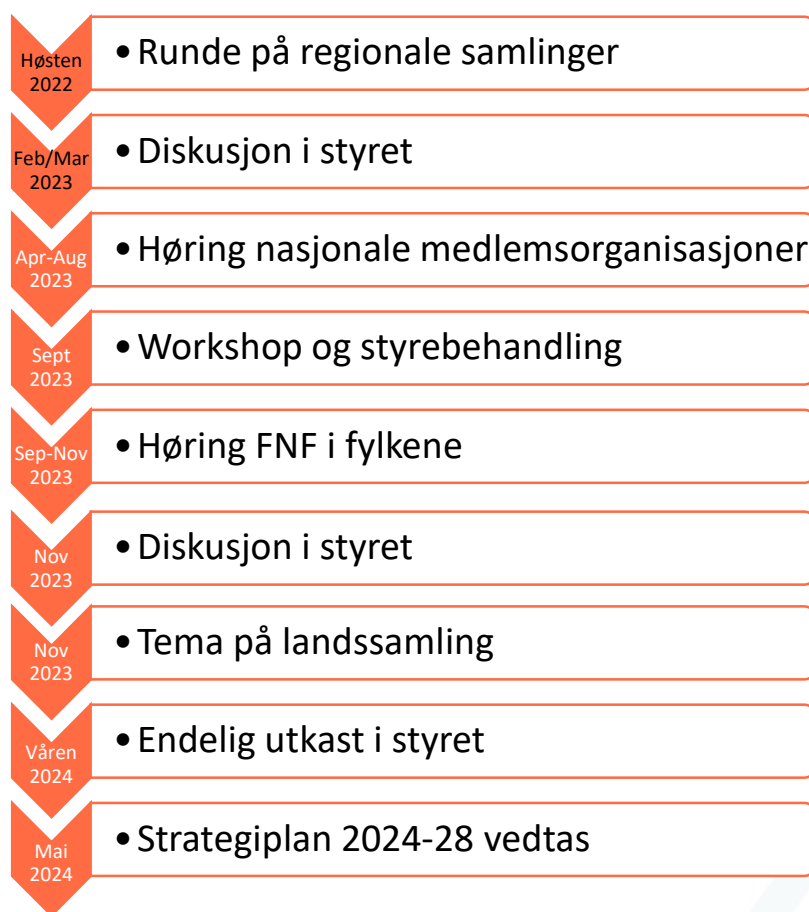 Høsten
2022
• Runde på regionale samlinger
Feb/Mar
2023
• Diskusjon i styret
Apr-Aug
2023
• Høring nasjonale medlemsorganisasjoner
Sept
2023
• Workshop og styrebehandling
Sep-Nov
2023
• Høring FNF i fylkene
Nov
2023
• Diskusjon i styret
Nov
2023
• Tema på landssamling
Våren
2024
• Endelig utkast i styret
Mai
2024
• Strategiplan 2024-28 vedtas